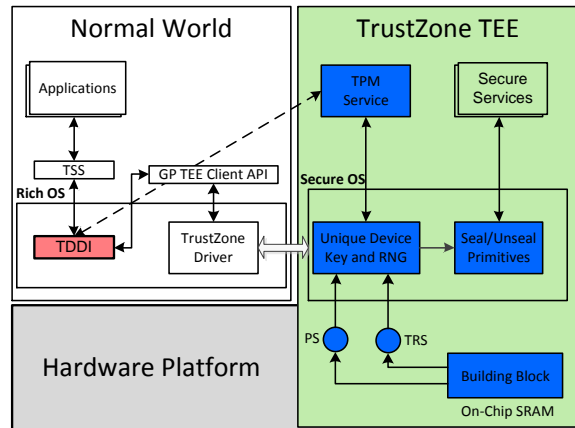 Normal World
TrustZone TEE
Applications
TPM
Service
Secure
Services
TSS
GP TEE Client API
Rich OS
Secure OS
TDDI
TrustZone
Driver
Unique Device
Key and RNG
Seal/Unseal
Primitives
PS
TRS
Hardware Platform
Building Block
On-Chip SRAM